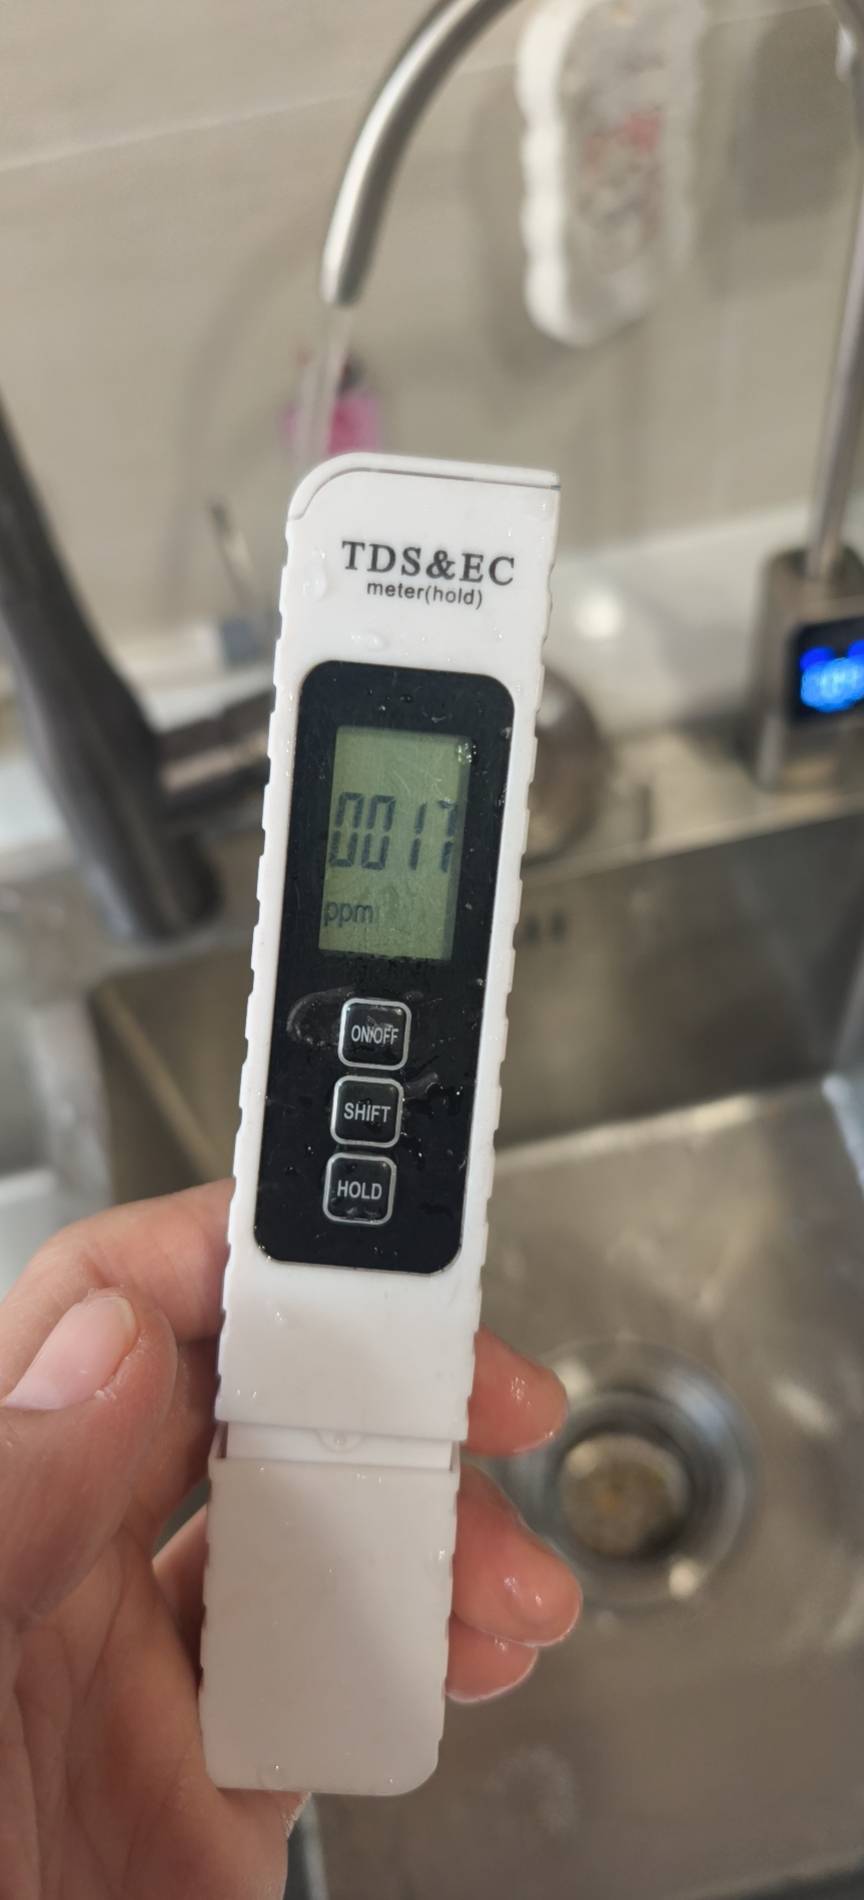 TDS&EC
meter(hold)
0017
ppm
ON/OFF
SHIFT
HOLD